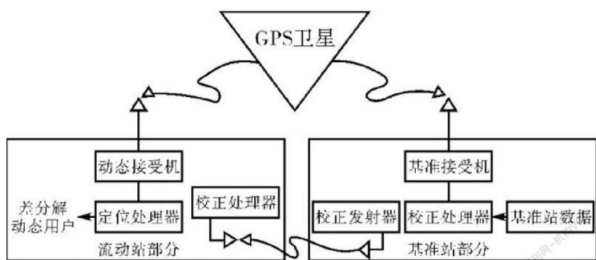 GPS卫星
动态接受机
基准接受机
校正处理器
差分解
动态用户
定位处理器
校正发射器
校正处理器
基准站数据
流动站部分
基准站部分